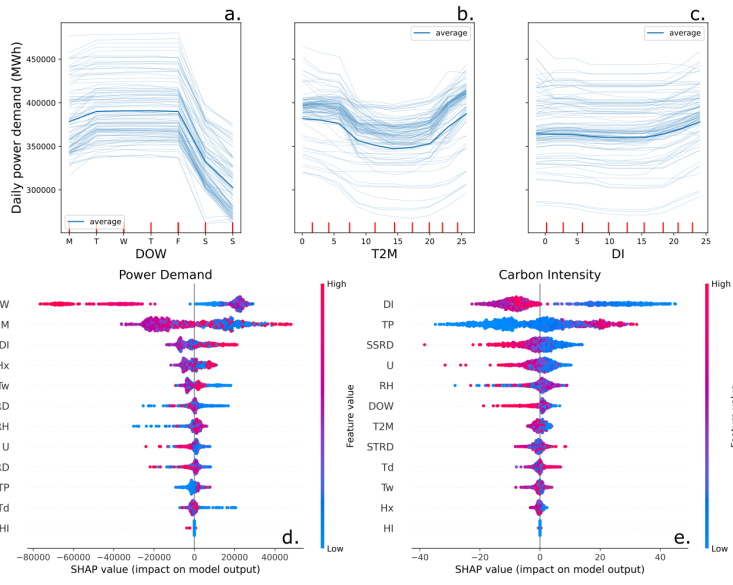 a.
b.
c.
average
average
average
Daily power demand (MWh)
450000
400000
350000
300000
M T W T F S S
DOW
0 5 10 15 20 25
T2M
0 5 10 15 20 25
DI
Power Demand
W
M
DI
Hx
Tw
RD
RH
U
RD
TP
Td
HI
−80000 −60000 −40000 −20000 0 20000 40000
SHAP value (impact on model output)
d.
High
Feature value
Low
Carbon Intensity
DI
TP
SSRD
U
RH
DOW
T2M
STRD
Td
Tw
Hx
HI
−40 −20 0 20 40
SHAP value (impact on model output)
e.
High
Feature value
Low